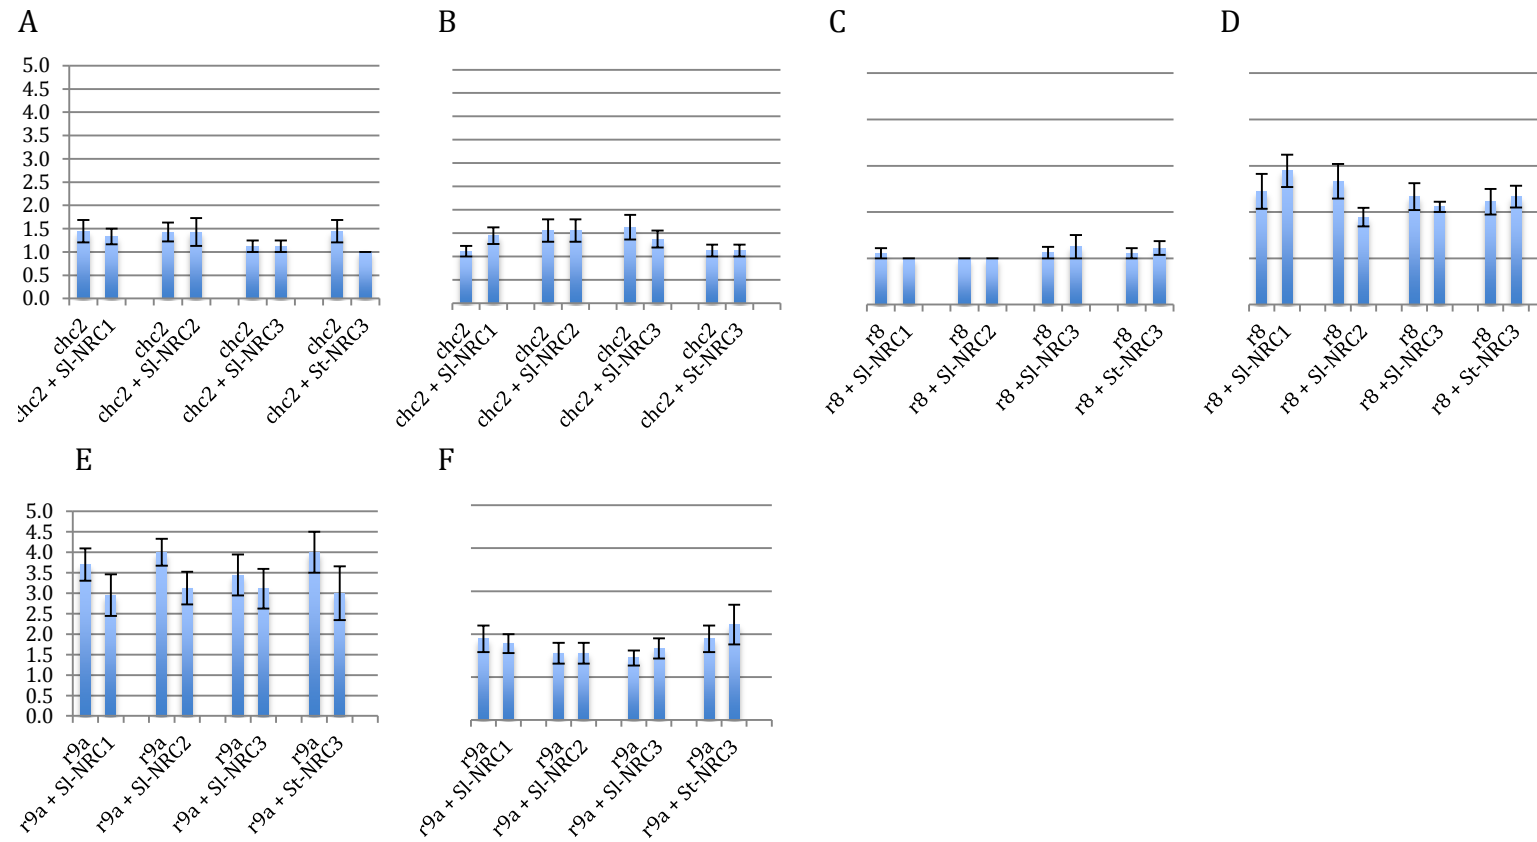 A
B
C
D
5.0
4.5
4.0
3.5
3.0
2.5
2.0
1.5
1.0
0.5
0.0
chc2
chc2 + Sl-NRC1
chc2
chc2 + Sl-NRC2
chc2
chc2 + Sl-NRC3
chc2
chc2 + St-NRC3
chc2
chc2 + Sl-NRC1
chc2
chc2 + Sl-NRC2
chc2
chc2 + Sl-NRC3
chc2
chc2 + St-NRC3
r8
r8 + Sl-NRC1
r8
r8 + Sl-NRC2
r8
r8 +Sl-NRC3
r8
r8 + St-NRC3
r8
r8 + Sl-NRC1
r8
r8 + Sl-NRC2
r8
r8 +Sl-NRC3
r8
r8 + St-NRC3
E
F
5.0
4.5
4.0
3.5
3.0
2.5
2.0
1.5
1.0
0.5
0.0
r9a
r9a + Sl-NRC1
r9a
r9a + Sl-NRC2
r9a
r9a + Sl-NRC3
r9a
r9a + St-NRC3
r9a
r9a + Sl-NRC1
r9a
r9a + Sl-NRC2
r9a
r9a + Sl-NRC3
r9a
r9a + St-NRC3